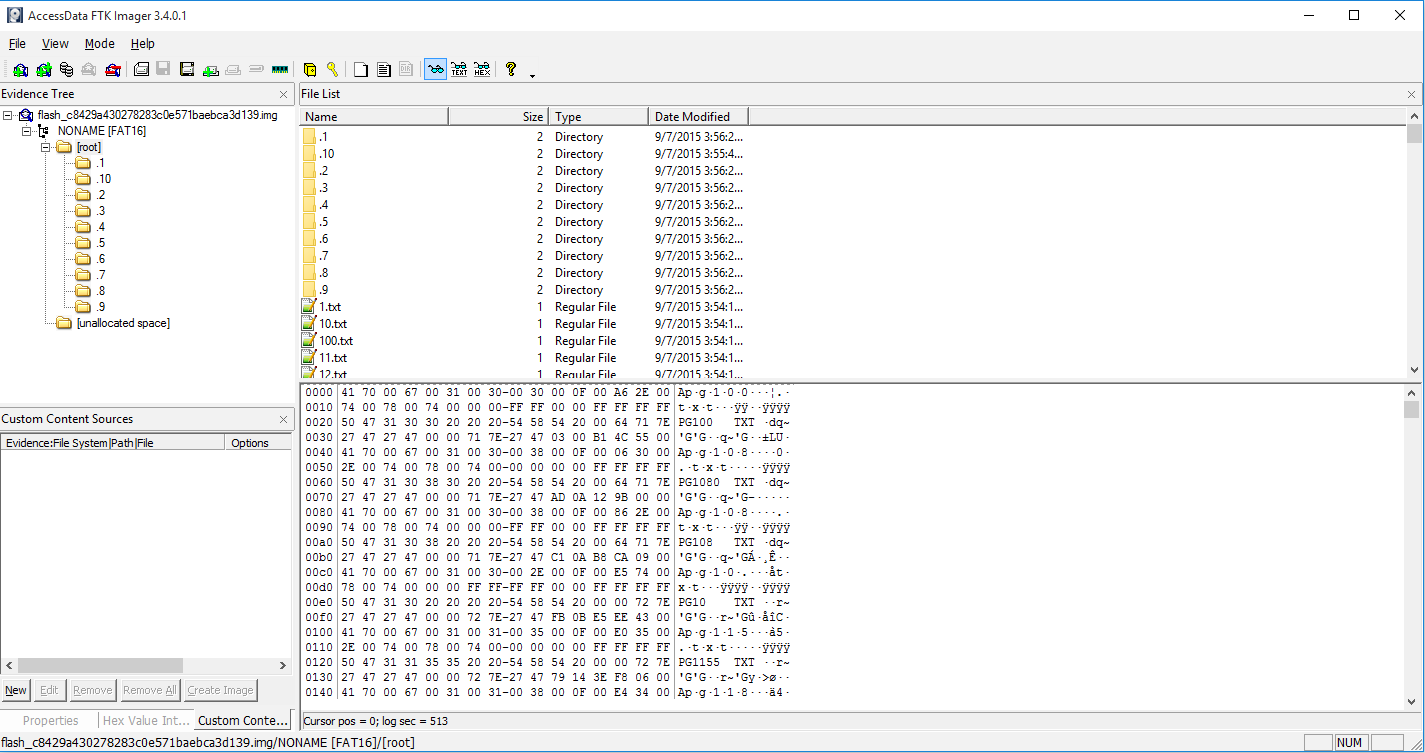 AccessData FTK Imager 3.4.0.1
File View Mode Help
Evidence Tree
flash_c8429a430278283c0e571baebca3d139.img
NONAME [FAT16]
[root]
.1
.10
.2
.3
.4
.5
.6
.7
.8
.9
[unallocated space]
Custom Content Sources
Evidence:File System|Path|File Options
New Edit Remove Remove All Create Image
Properties Hex Value Int... Custom Conte...
File List
Name Size Type Date Modified
.1 2 Directory 9/7/2015 3:56:2...
.10 2 Directory 9/7/2015 3:55:4...
.2 2 Directory 9/7/2015 3:56:2...
.3 2 Directory 9/7/2015 3:56:2...
.4 2 Directory 9/7/2015 3:56:2...
.5 2 Directory 9/7/2015 3:56:2...
.6 2 Directory 9/7/2015 3:56:2...
.7 2 Directory 9/7/2015 3:56:2...
.8 2 Directory 9/7/2015 3:56:2...
.9 2 Directory 9/7/2015 3:56:2...
1.txt 1 Regular File 9/7/2015 3:54:1...
10.txt 1 Regular File 9/7/2015 3:54:1...
100.txt 1 Regular File 9/7/2015 3:54:1...
11.txt 1 Regular File 9/7/2015 3:54:1...
12.txt 1 Regular File 9/7/2015 3:54:1...
0000 41 70 00 67 00 31 00 30-00 30 00 0F 00 A6 2E 00 Ap·g·1·0·0···¦.·
0010 74 00 78 00 74 00 00 00-FF FF 00 00 FF FF FF FF t·x·t···ÿÿ··ÿÿÿÿ
0020 50 47 31 30 30 20 20 20-54 58 54 20 00 64 71 7E PG100   TXT ·dq~
0030 27 47 27 47 00 00 71 7E-27 47 03 00 B1 4C 55 00 'G'G··q~'G··±LU·
0040 41 70 00 67 00 31 00 30-00 38 00 0F 00 06 30 00 Ap·g·1·0·8····0·
0050 2E 00 74 00 78 00 74 00-00 00 00 00 FF FF FF FF .·t·x·t·····ÿÿÿÿ
0060 50 47 31 30 38 30 20 20-54 58 54 20 00 64 71 7E PG1080  TXT ·dq~
0070 27 47 27 47 00 00 71 7E-27 47 AD 0A 12 9B 00 00 'G'G··q~'G-·····
0080 41 70 00 67 00 31 00 30-00 38 00 0F 00 86 2E 00 Ap·g·1·0·8····.·
0090 74 00 78 00 74 00 00 00-FF FF 00 00 FF FF FF FF t·x·t···ÿÿ··ÿÿÿÿ
00a0 50 47 31 30 38 20 20 20-54 58 54 20 00 64 71 7E PG108   TXT ·dq~
00b0 27 47 27 47 00 00 71 7E-27 47 C1 0A B8 CA 09 00 'G'G··q~'GÁ·¸Ê··
00c0 41 70 00 67 00 31 00 30-00 2E 00 0F 00 E5 74 00 Ap·g·1·0·.···åt·
00d0 78 00 74 00 00 00 FF FF-FF FF 00 00 FF FF FF FF x·t···ÿÿÿÿ··ÿÿÿÿ
00e0 50 47 31 30 20 20 20 20-54 58 54 20 00 00 72 7E PG10    TXT ··r~
00f0 27 47 27 47 00 00 72 7E-27 47 FB 0B E5 EE 43 00 'G'G··r~'Gû·åîC·
0100 41 70 00 67 00 31 00 31-00 35 00 0F 00 E0 35 00 Ap·g·1·1·5···à5·
0110 2E 00 74 00 78 00 74 00-00 00 00 00 FF FF FF FF .·t·x·t·····ÿÿÿÿ
0120 50 47 31 31 35 35 20 20-54 58 54 20 00 00 72 7E PG1155  TXT ··r~
0130 27 47 27 47 00 00 72 7E-27 47 79 14 3E F8 06 00 'G'G··r~'Gy·>ø··
0140 41 70 00 67 00 31 00 31-00 38 00 0F 00 E4 34 00 Ap·g·1·1·8···ä4·
Cursor pos = 0; log sec = 513
flash_c8429a430278283c0e571baebca3d139.img/NONAME [FAT16]/[root] NUM